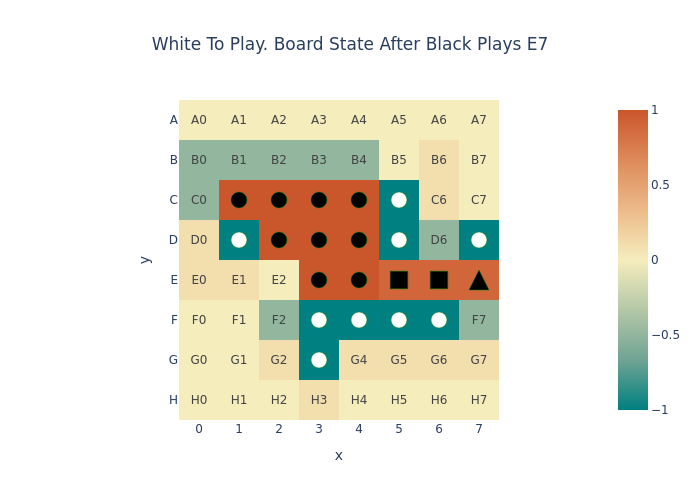 White To Play. Board State After Black Plays E7
A A0 A1 A2 A3 A4 A5 A6 A7
B B0 B1 B2 B3 B4 B5 B6 B7
C C0 C6 C7
D D0 D6
E E0 E1 E2
F F0 F1 F2 F7
G G0 G1 G2 G4 G5 G6 G7
H H0 H1 H2 H3 H4 H5 H6 H7
0 1 2 3 4 5 6 7
x
y
1
0.5
0
−0.5
−1